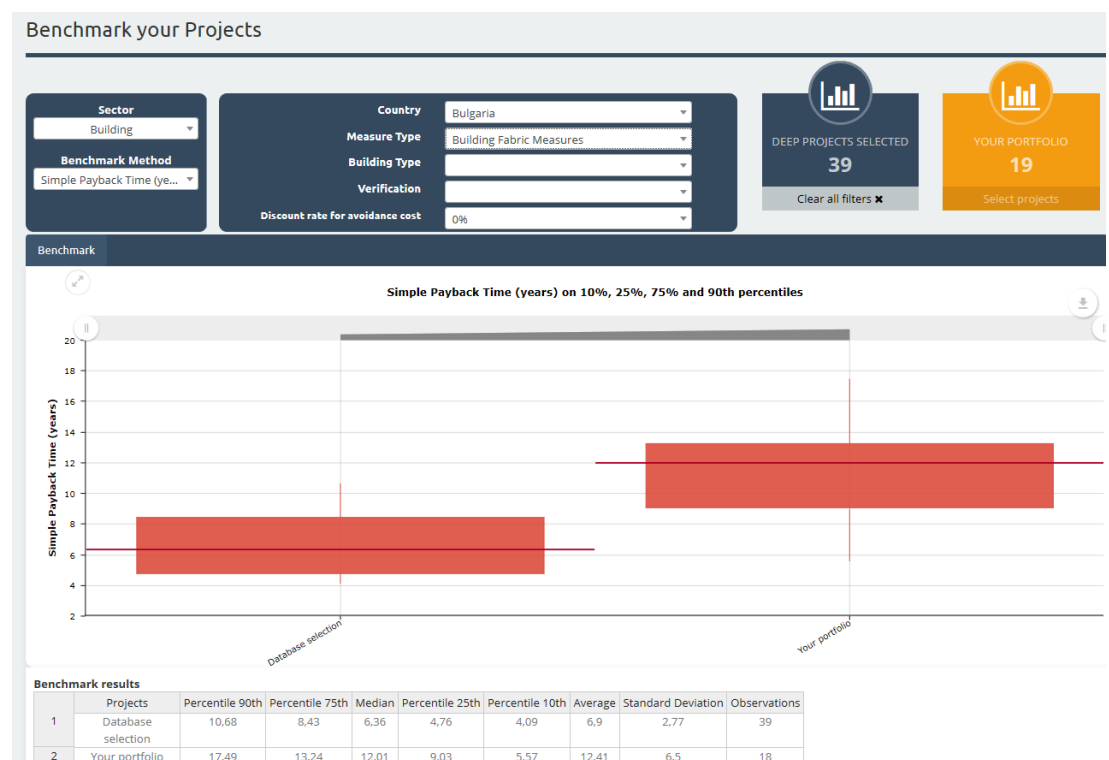 Benchmark your Projects
Sector
Building
Benchmark Method
Simple Payback Time (ye...
Country
Bulgaria
Measure Type
Building Fabric Measures
Building Type
Verification
Discount rate for avoidance cost
0%
DEEP PROJECTS SELECTED
39
Clear all filters ✖
YOUR PORTFOLIO
19
Select projects
Benchmark
Simple Payback Time (years) on 10%, 25%, 75% and 90th percentiles
Simple Payback Time (years)
20
18
16
14
12
10
8
6
4
2
Database selection
Your portfolio
Benchmark results
Projects Percentile 90th Percentile 75th Median Percentile 25th Percentile 10th Average Standard Deviation Observations
1 Database 10,68 8,43 6,36 4,76 4,09 6,9 2,77 39
selection
2 Your portfolio 17,49 13,24 12,01 9,03 5,57 12,41 6,5 18